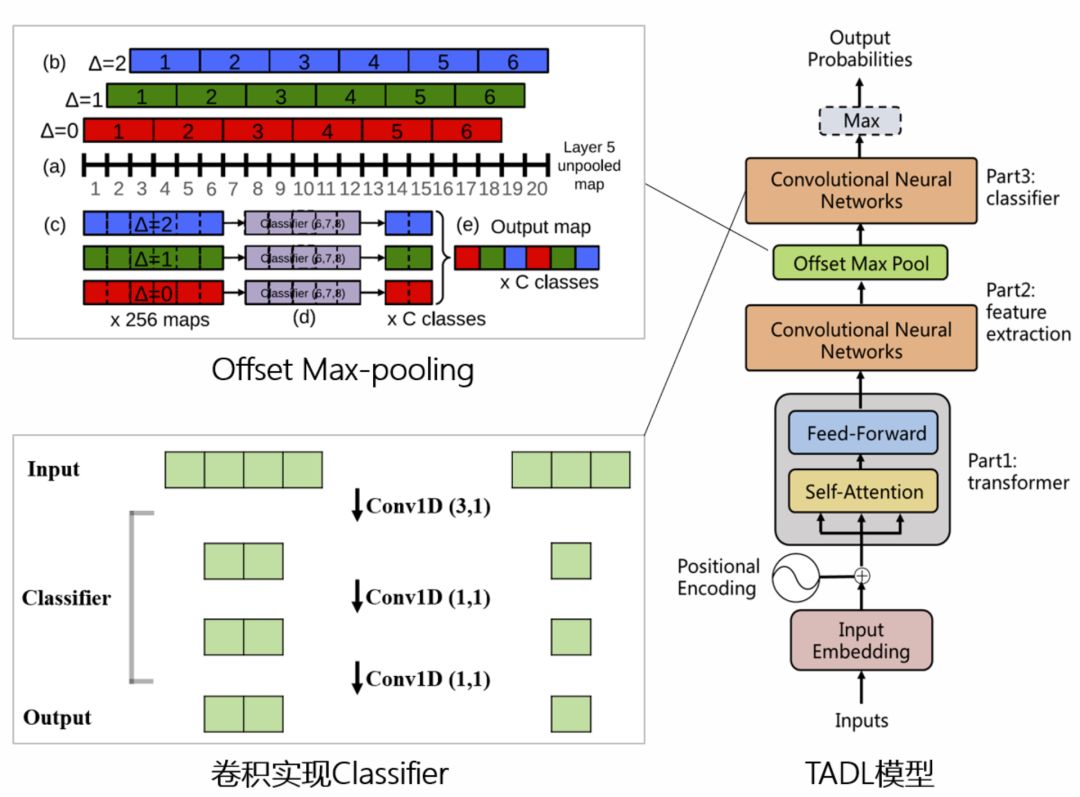 (b) Δ=2 1 2 3 4 5 6
Δ=1 1 2 3 4 5 6
Δ=0 1 2 3 4 5 6
(a)
Layer 5
unpooled
map
1 2 3 4 5 6 7 8 9 10 11 12 13 14 15 16 17 18 19 20
(c) Δ=2 Classifier (6,7,8) (e) Output map
Δ=1 Classifier (6,7,8)
x C classes
Δ=0 Classifier (6,7,8)
x 256 maps (d) x C classes
Offset Max-pooling
Input
Conv1D (3,1)
Classifier
Conv1D (1,1)
Conv1D (1,1)
Output
卷积实现Classifier
Output
Probabilities
Max
Convolutional Neural
Networks
Part3:
classifier
Offset Max Pool
Part2:
feature
extraction
Convolutional Neural
Networks
Feed-Forward
Self-Attention
Part1:
transformer
Positional
Encoding
Input
Embedding
Inputs
TADL模型